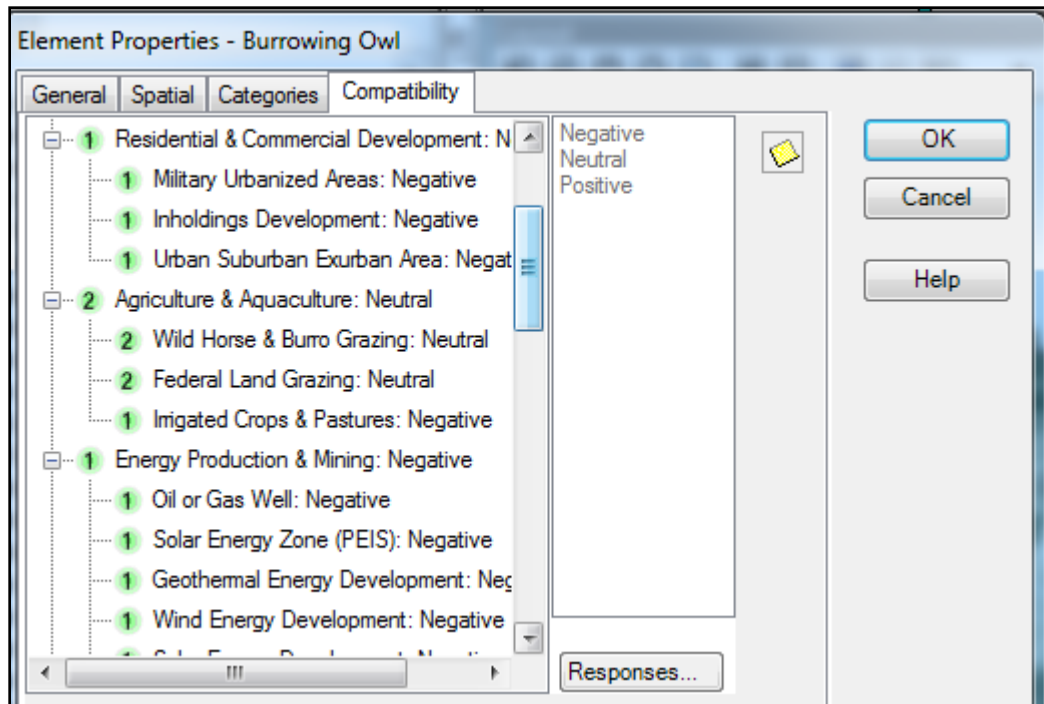 Element Properties - Burrowing Owl
General Spatial Categories Compatibility
1 Residential & Commercial Development: N
1 Military Urbanized Areas: Negative
1 Inholdings Development: Negative
1 Urban Suburban Exurban Area: Negat
2 Agriculture & Aquaculture: Neutral
2 Wild Horse & Burro Grazing: Neutral
2 Federal Land Grazing: Neutral
1 Irrigated Crops & Pastures: Negative
1 Energy Production & Mining: Negative
1 Oil or Gas Well: Negative
1 Solar Energy Zone (PEIS): Negative
1 Geothermal Energy Development: Neg
1 Wind Energy Development: Negative
Negative
Neutral
Positive
Responses...
OK
Cancel
Help